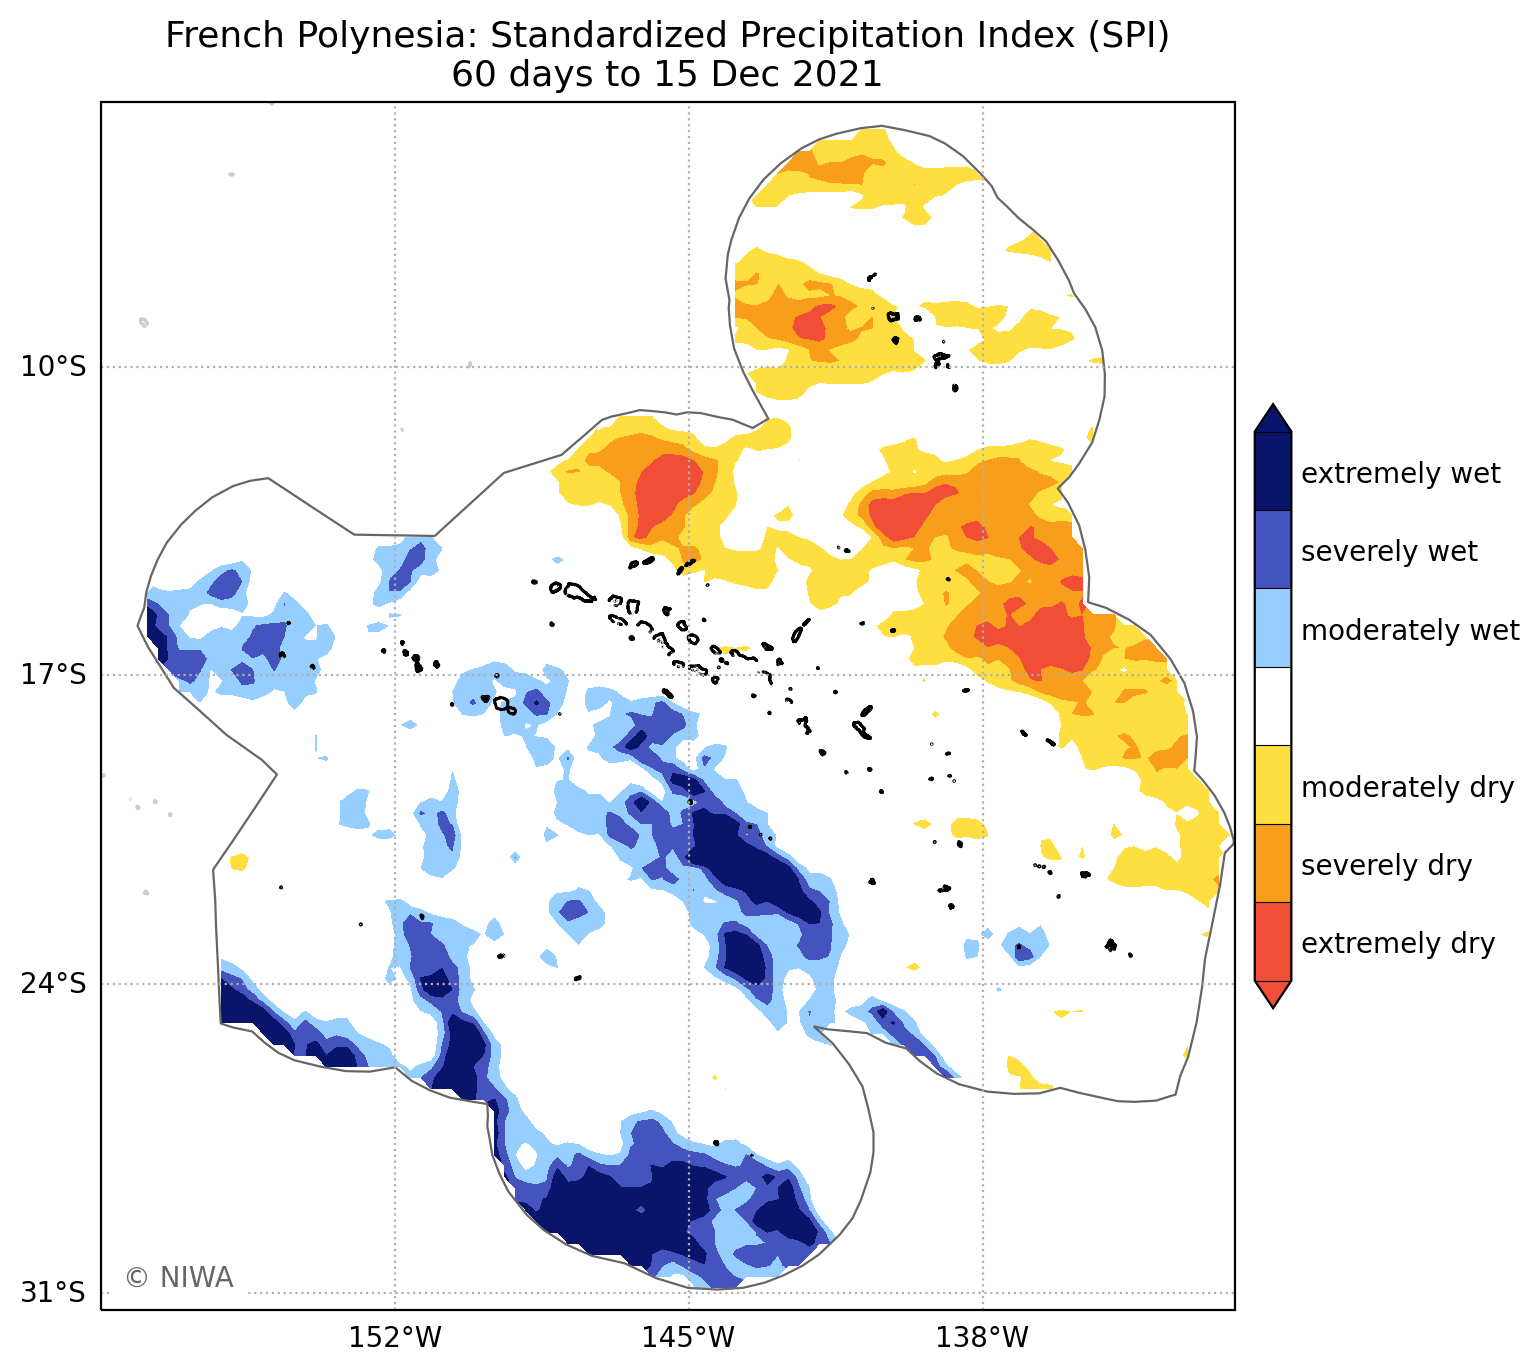 French Polynesia: Standardized Precipitation Index (SPI)
60 days to 15 Dec 2021
10°S
17°S
24°S
31°S
152°W
145°W
138°W
extremely wet
severely wet
moderately wet
moderately dry
severely dry
extremely dry
© NIWA